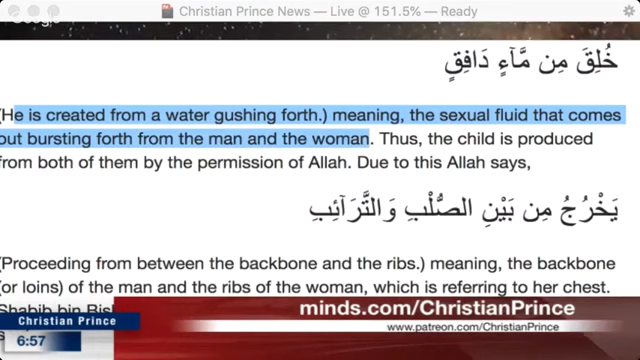 Christian Prince News — Live @ 151.5% — Ready
Google
خُلِقَ مِن مَّآءٍ دَافِقٍ
(He is created from a water gushing forth.) meaning, the sexual fluid that comes
out bursting forth from the man and the woman. Thus, the child is produced
from both of them by the permission of Allah. Due to this Allah says,
يَخْرُجُ مِن بَيْنِ الصُّلْبِ وَالتَّرَآئِبِ
(Proceeding from between the backbone and the ribs.) meaning, the backbone
(or loins) of the man and the ribs of the woman, which is referring to her chest.
Shabib bin
minds.com/ChristianPrince
Christian Prince
www.patreon.com/ChristianPrince
6:57